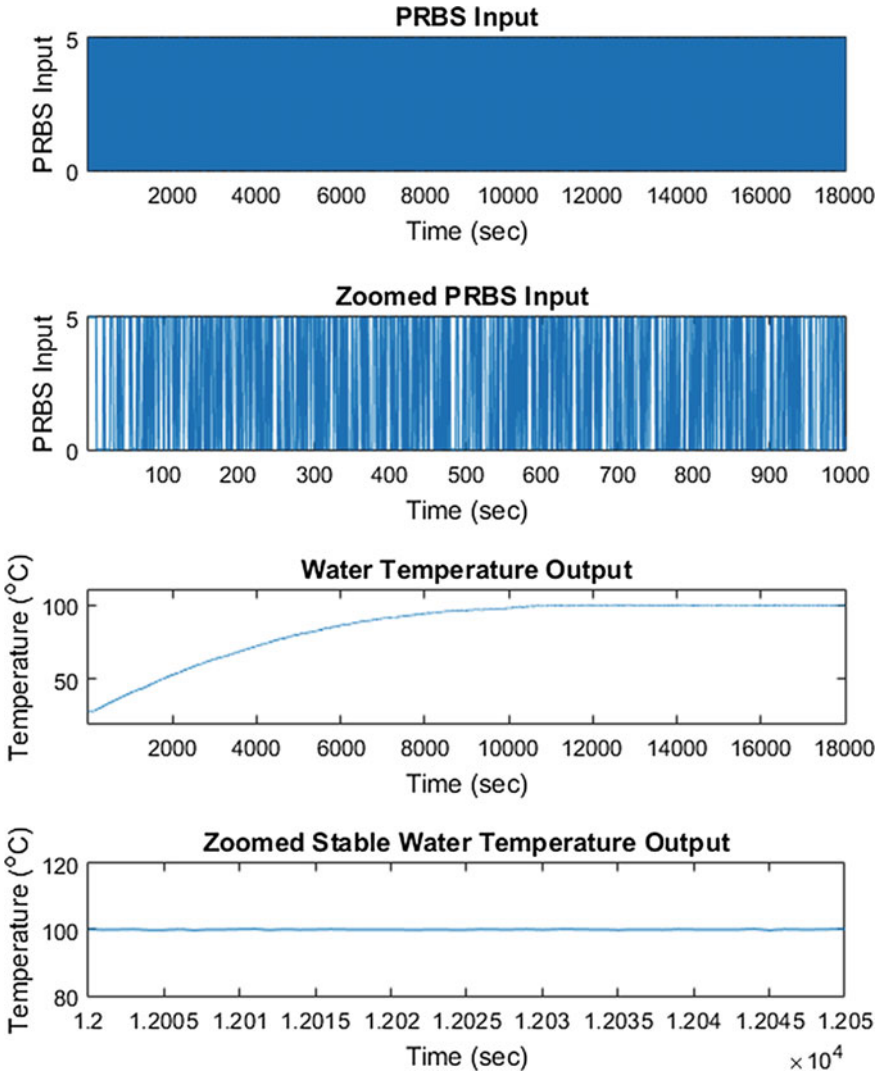 PRBS Input
PRBS Input
5
0
2000 4000 6000 8000 10000 12000 14000 16000 18000
Time (sec)
Zoomed PRBS Input
PRBS Input
5
0
100 200 300 400 500 600 700 800 900 1000
Time (sec)
Water Temperature Output
Temperature (°C)
100
50
2000 4000 6000 8000 10000 12000 14000 16000 18000
Time (sec)
Zoomed Stable Water Temperature Output
Temperature (°C)
120
100
80
1.2 1.2005 1.201 1.2015 1.202 1.2025 1.203 1.2035 1.204 1.2045 1.205
Time (sec)
×10⁴